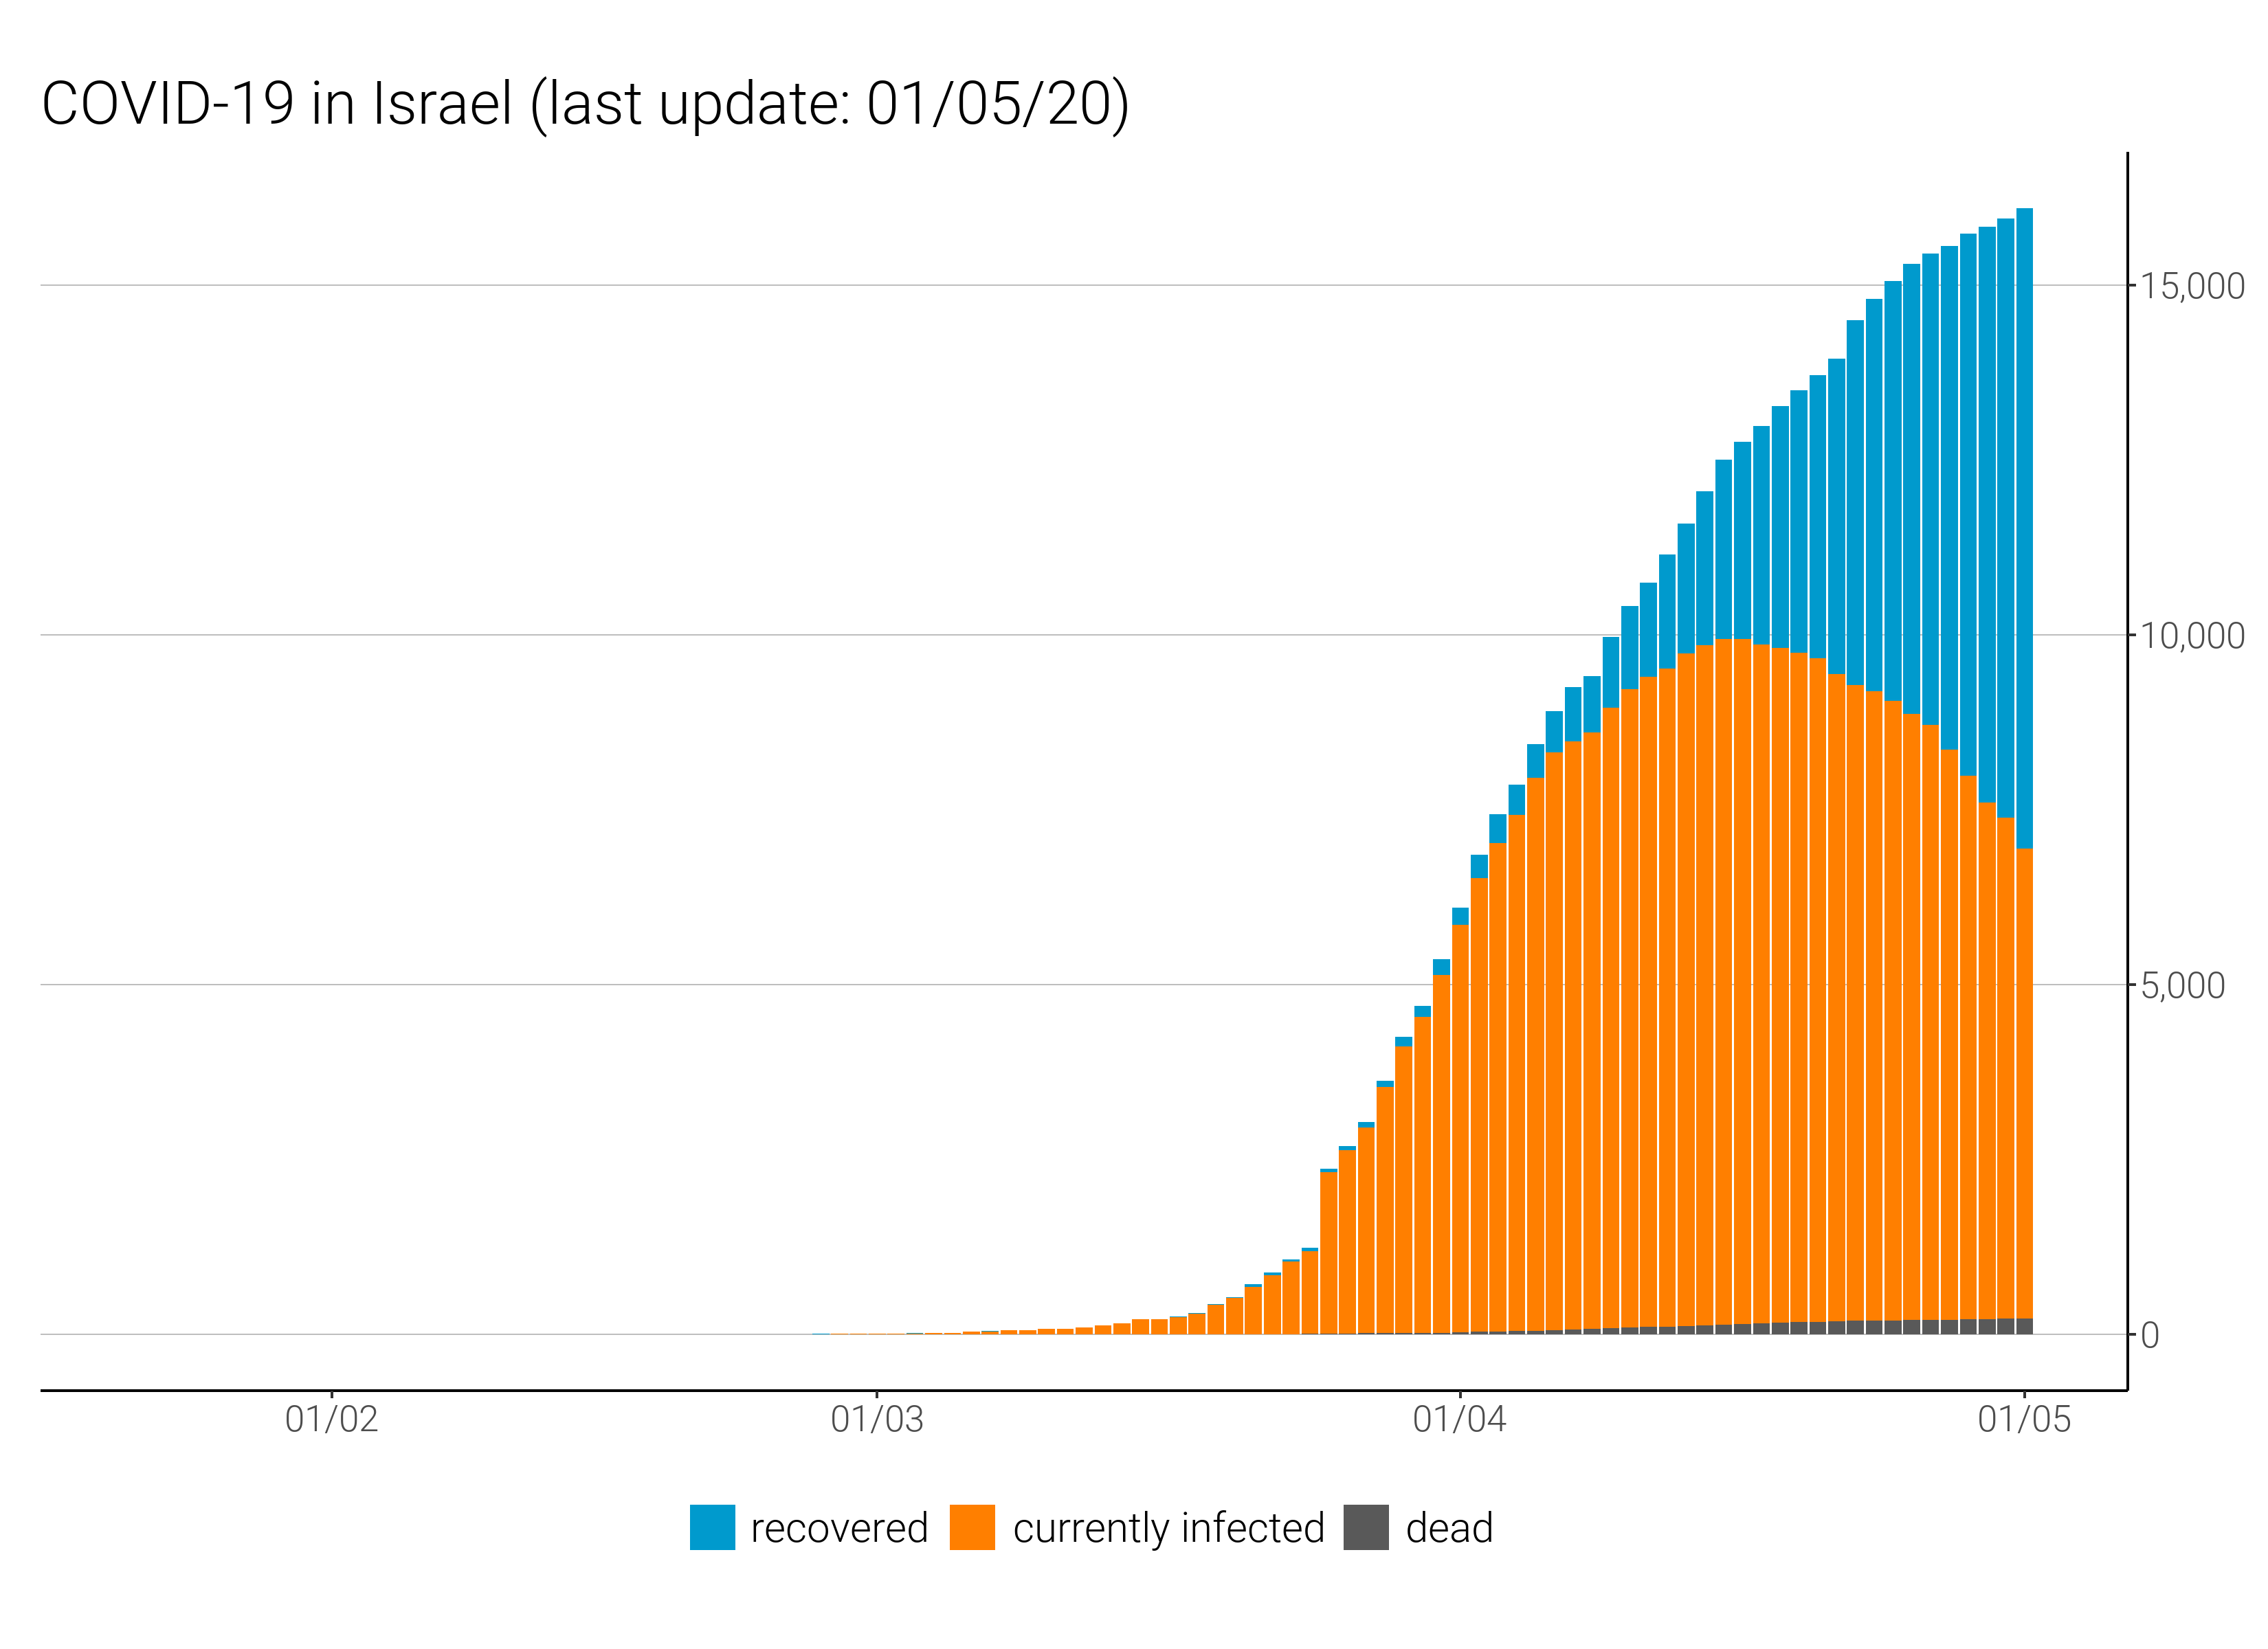 COVID-19 in Israel (last update: 01/05/20)
15,000
10,000
5,000
0
01/02 01/03 01/04 01/05
recovered currently infected dead